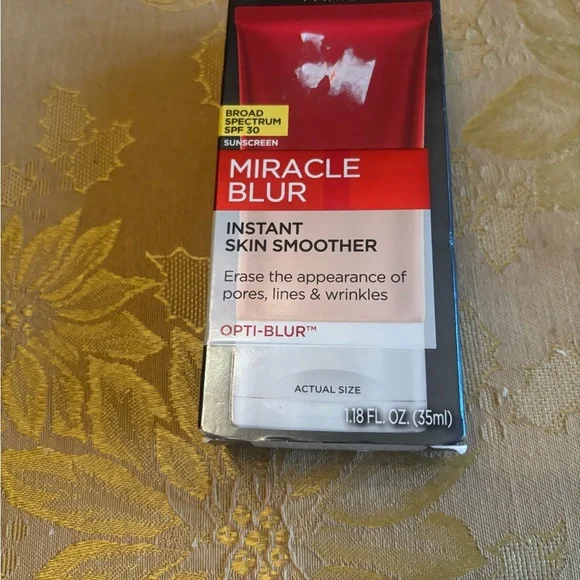 BROAD
SPECTRUM
SPF 30
SUNSCREEN
MIRACLE
BLUR
INSTANT
SKIN SMOOTHER
Erase the appearance of
pores, lines & wrinkles
OPTI-BLUR™
ACTUAL SIZE
1.18 FL. OZ. (35ml)